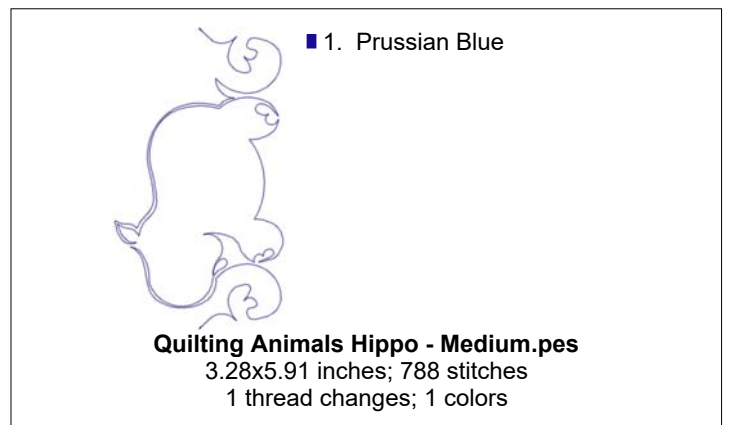 1. Prussian Blue
Quilting Animals Hippo - Medium.pes
3.28x5.91 inches; 788 stitches
1 thread changes; 1 colors